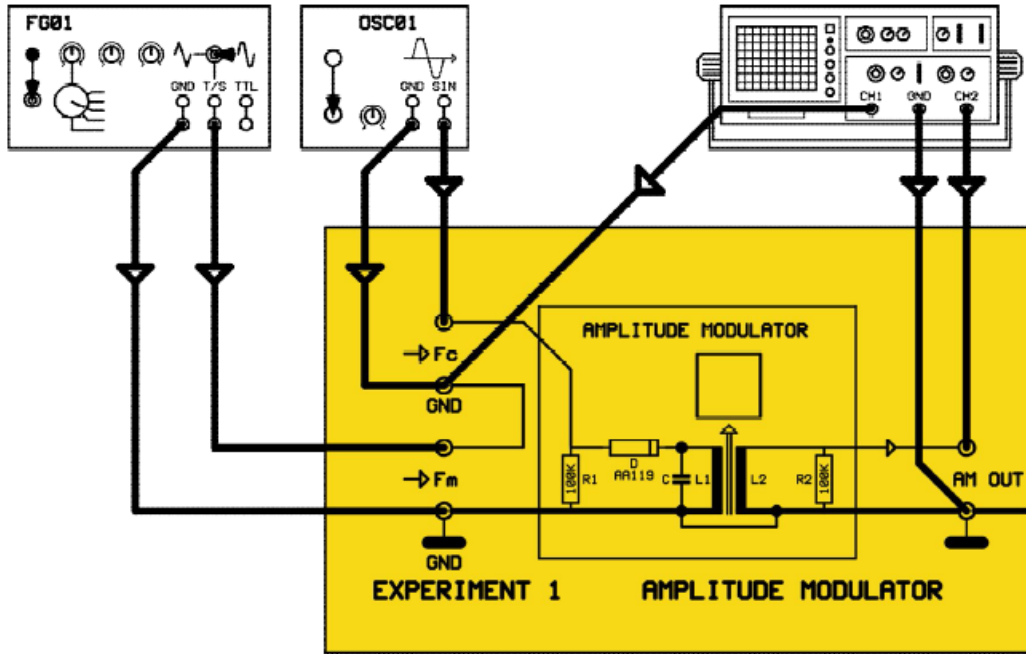 FG01
GND T/S TTL
OSC01
GND SIN
CH1 GND CH2
Fc
GND
Fm
GND
AMPLITUDE MODULATOR
100K R1
D
AA119
C L1
L2
R2 100K
AM OUT
EXPERIMENT 1 AMPLITUDE MODULATOR